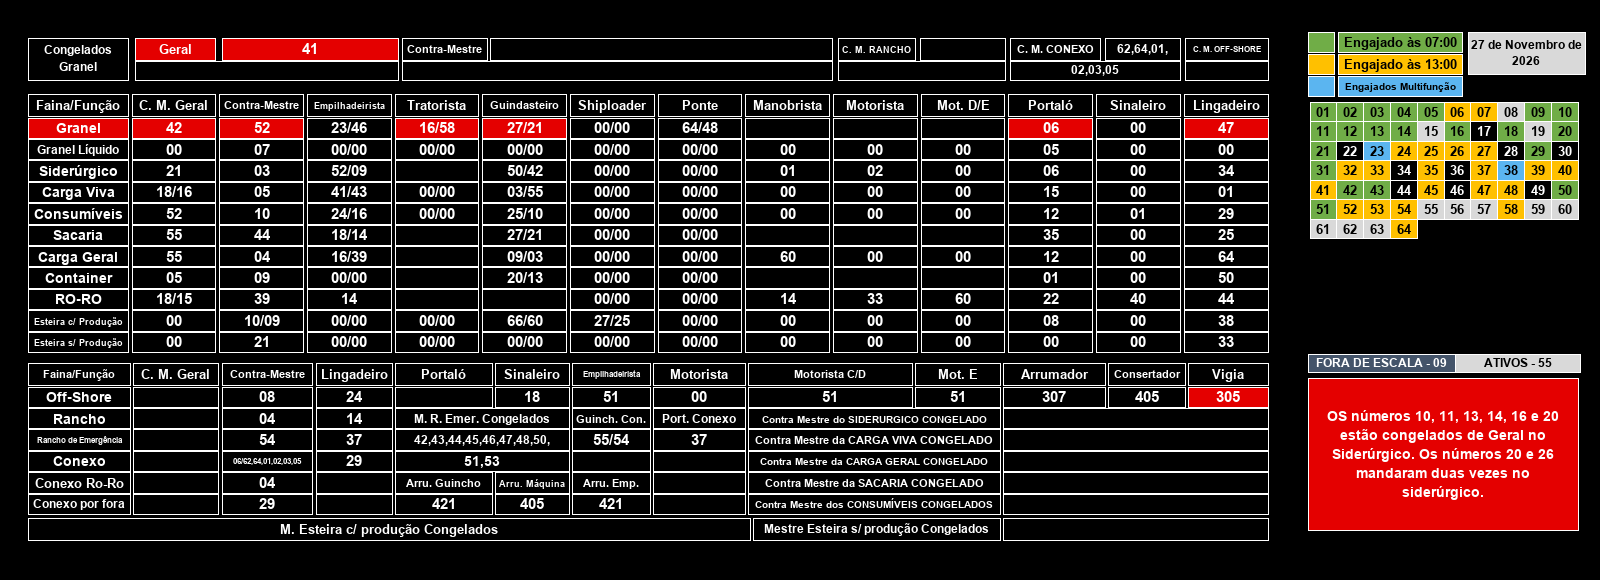 Congelados Granel Geral 41 Contra-Mestre C. M. RANCHO C. M. CONEXO 62,64,01, C. M. OFF-SHORE
02,03,05
Faina/Função C. M. Geral Contra-Mestre Empilhadeirista Tratorista Guindasteiro Shiploader Ponte Manobrista Motorista Mot. D/E Portaló Sinaleiro Lingadeiro
Granel 42 52 23/46 16/58 27/21 00/00 64/48 06 00 47
Granel Líquido 00 07 00/00 00/00 00/00 00/00 00/00 00 00 00 05 00 00
Siderúrgico 21 03 52/09 50/42 00/00 00/00 01 02 00 06 00 34
Carga Viva 18/16 05 41/43 00/00 03/55 00/00 00/00 00 00 00 15 00 01
Consumíveis 52 10 24/16 00/00 25/10 00/00 00/00 00 00 00 12 01 29
Sacaria 55 44 18/14 27/21 00/00 00/00 35 00 25
Carga Geral 55 04 16/39 09/03 00/00 00/00 60 00 00 12 00 64
Container 05 09 00/00 20/13 00/00 00/00 01 00 50
RO-RO 18/15 39 14 00/00 00/00 14 33 60 22 40 44
Esteira c/ Produção 00 10/09 00/00 00/00 66/60 27/25 00/00 00 00 00 08 00 38
Esteira s/ Produção 00 21 00/00 00/00 00/00 00/00 00/00 00 00 00 00 00 33
Faina/Função C. M. Geral Contra-Mestre Lingadeiro Portaló Sinaleiro Empilhadeirista Motorista Motorista C/D Mot. E Arrumador Consertador Vigia
Off-Shore 08 24 18 51 00 51 51 307 405 305
Rancho 04 14 M. R. Emer. Congelados Guinch. Con. Port. Conexo Contra Mestre do SIDERURGICO CONGELADO
Rancho de Emergência 54 37 42,43,44,45,46,47,48,50, 55/54 37 Contra Mestre da CARGA VIVA CONGELADO
Conexo 06/62,64,01,02,03,05 29 51,53 Contra Mestre da CARGA GERAL CONGELADO
Conexo Ro-Ro 04 Arru. Guincho Arru. Máquina Arru. Emp. Contra Mestre da SACARIA CONGELADO
Conexo por fora 29 421 405 421 Contra Mestre dos CONSUMÍVEIS CONGELADOS
M. Esteira c/ produção Congelados Mestre Esteira s/ produção Congelados
Engajado às 07:00
Engajado às 13:00
Engajados Multifunção
27 de Novembro de
2026
01 02 03 04 05 06 07 08 09 10
11 12 13 14 15 16 17 18 19 20
21 22 23 24 25 26 27 28 29 30
31 32 33 34 35 36 37 38 39 40
41 42 43 44 45 46 47 48 49 50
51 52 53 54 55 56 57 58 59 60
61 62 63 64
FORA DE ESCALA - 09 ATIVOS - 55
OS números 10, 11, 13, 14, 16 e 20
estão congelados de Geral no
Siderúrgico. Os números 20 e 26
mandaram duas vezes no
siderúrgico.